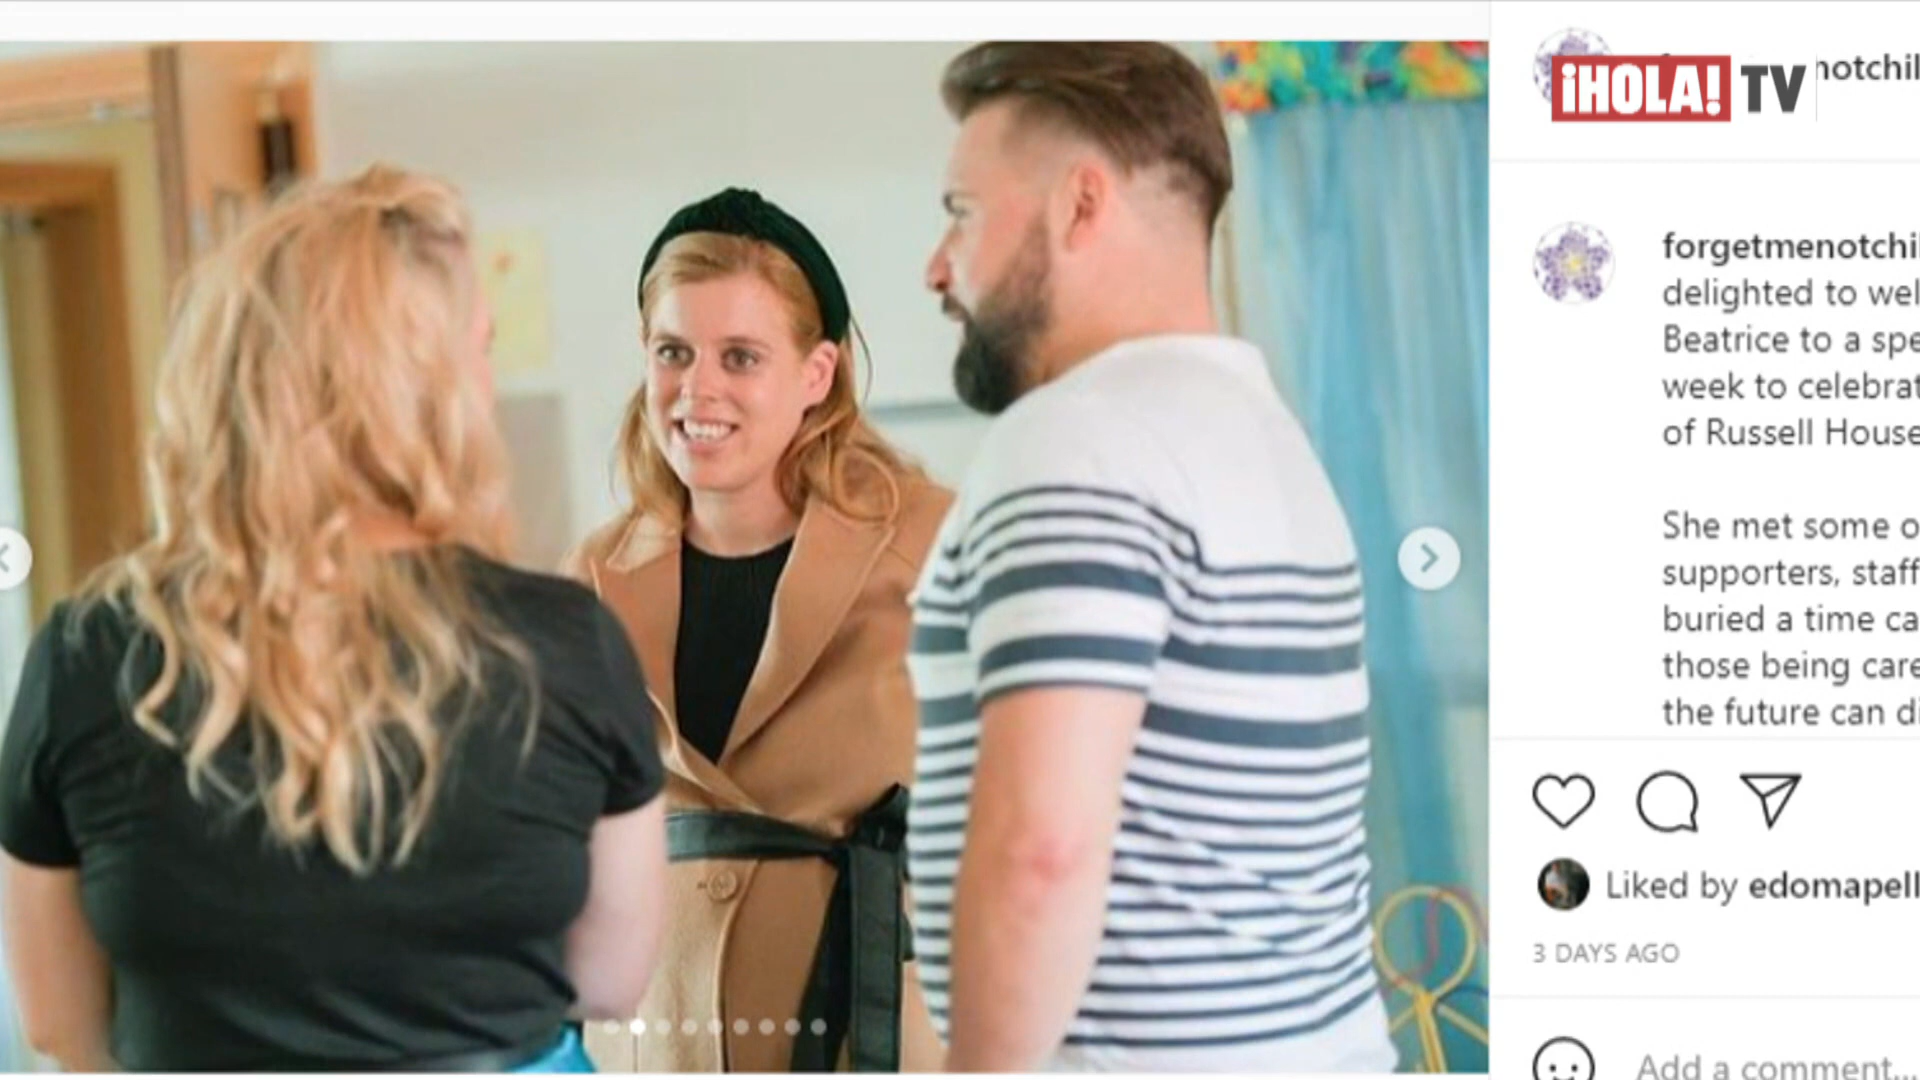 notchil
¡HOLA! TV
forgetmenotchil
delighted to wel
Beatrice to a spe
week to celebrat
of Russell House
She met some o
supporters, staff
buried a time ca
those being care
the future can di
Liked by edomapell
3 DAYS AGO
Add a comment...